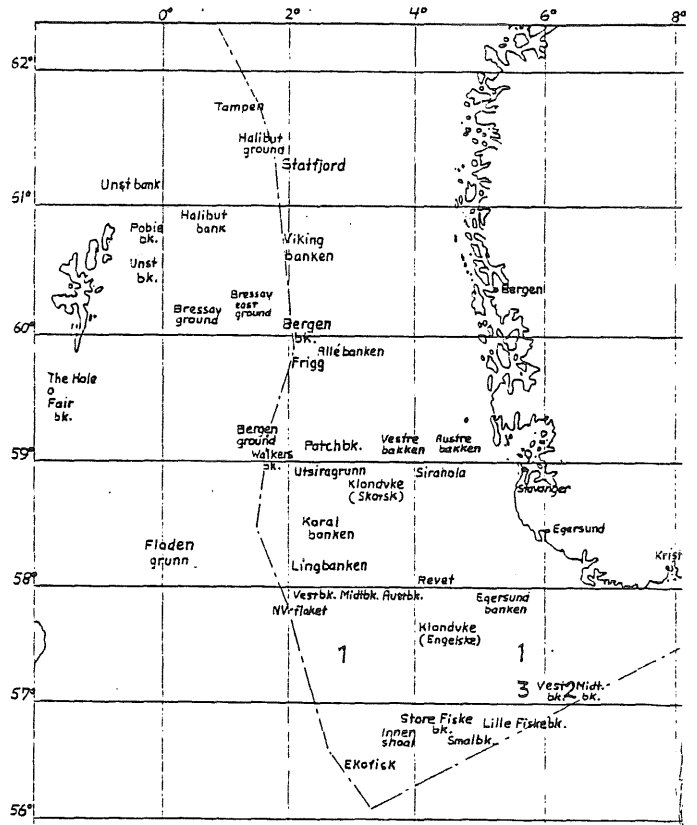 0° 2° 4° 6° 8°
62°
Tampen
Halibut
ground
Statfjord
Unst bank
61°
Halibut
bank
Pobie
bk.
Viking
banken
Unst
bk.
Bergen
Bressay
east
ground
Bressay
ground
Bergen
bk.
60°
Allébanken
Frigg
The Hole
Fair
bk.
Bergen
ground
Patchbk.
Vestre
bakken
Austre
bakken
Walkers
bk.
59°
Utsiragrunn
Sirahola
Klondyke
(Skotsk)
Stavanger
Koral
banken
Egersund
Fladen
grunn
Lingbanken
Krist
58°
Revet
Vestbk. Midtbk. Austbk.
Egersund
banken
NV-flaket
Klondyke
(Engelske)
1 1
3 Vest 2 Midt.
bk. bk.
57°
Store Fiske
bk.
Lille Fiskebk.
Inner
shoal
Smalbk.
Ekofisk
56°